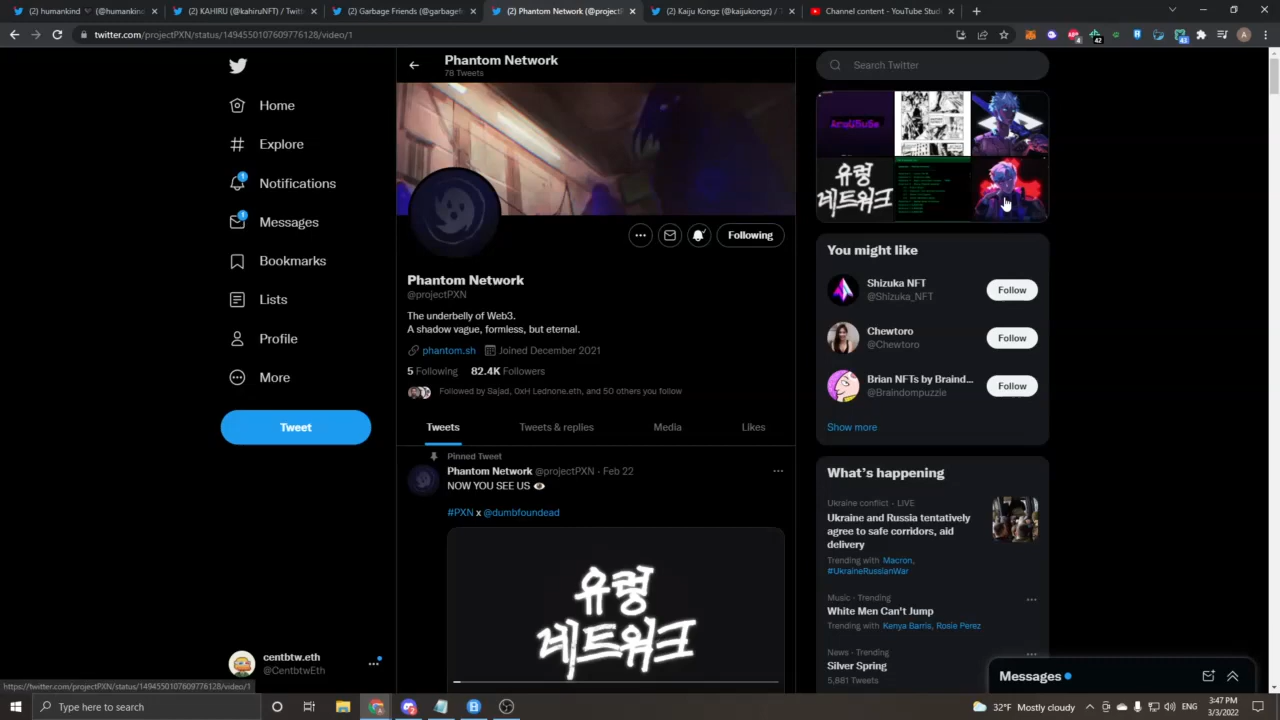 (2) humankind
(@humankind
KAHIRU (@kahiruNFT) / Twitt
(2) Garbage Friends (@garbagef
(2) Phantom Network (@project
(2) Kaiju Kongz (@kaijukongz) /
Channel content - YouTube Stud
twitter.com/projectPXN/status/149455107609776128/video/1
Phantom Network
78 Tweets
Search Twitter
Home
Explore
Notifications
Messages
Bookmarks
Lists
Profile
More
Tweet
Following
Phantom Network
@projectPXN
The underbelly of Web3.
A shadow vague, formless, but eternal.
phantom.sh Joined December 2021
5 Following 82.4K Followers
Followed by Sajad, 0xH Lednone.eth, and 50 others you follow
Tweets Tweets & replies Media Likes
Pinned Tweet
Phantom Network @projectPXN · Feb 22
NOW YOU SEE US
#PXN x @dumbfoundead
유령
네트워크
유령
네트워크
You might like
Shizuka NFT
@Shizuka_NFT
Follow
Chewtoro
@Chewtoro
Follow
Brian NFTs by Braind...
@Braindompuzzle
Follow
Show more
What's happening
Ukraine conflict · LIVE
Ukraine and Russia tentatively
agree to safe corridors, aid
delivery
Trending with Macron,
#UkraineRussianWar
Music · Trending
White Men Can't Jump
Trending with Kenya Barris, Rosie Perez
News · Trending
Silver Spring
5,881 Tweets
Messages
centbtw.eth
@CentbtwEth
https://twitter.com/projectPXN/status/149455107609776128/video/1
Type here to search
32°F Mostly cloudy
ENG
3:47 PM
3/3/2022